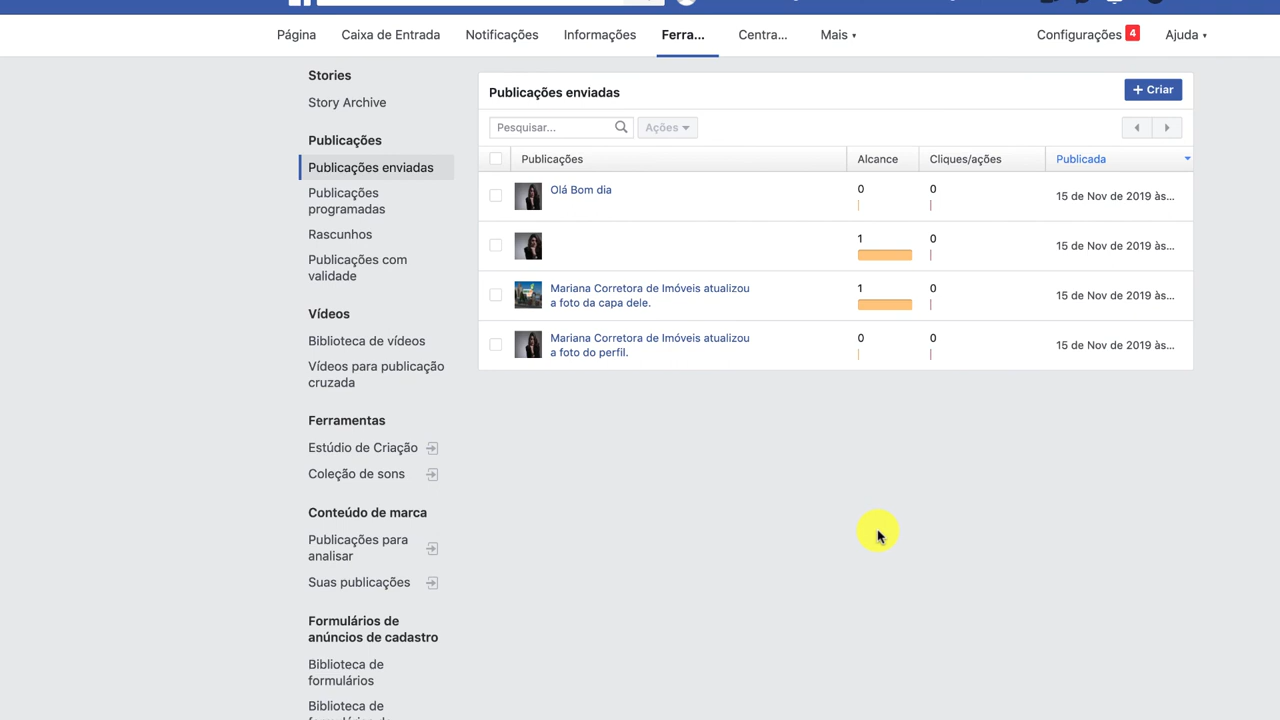 Página Caixa de Entrada Notificações Informações Ferra... Centra... Mais Configurações 4 Ajuda
Stories
Story Archive
Publicações
Publicações enviadas
Publicações
programadas
Rascunhos
Publicações com
validade
Vídeos
Biblioteca de vídeos
Vídeos para publicação
cruzada
Ferramentas
Estúdio de Criação
Coleção de sons
Conteúdo de marca
Publicações para
analisar
Suas publicações
Formulários de
anúncios de cadastro
Biblioteca de
formulários
Biblioteca de
Publicações enviadas
+ Criar
Pesquisar... Ações
Publicações Alcance Cliques/ações Publicada
Olá Bom dia 0 0 15 de Nov de 2019 às...
1 0 15 de Nov de 2019 às...
Mariana Corretora de Imóveis atualizou
a foto da capa dele. 1 0 15 de Nov de 2019 às...
Mariana Corretora de Imóveis atualizou
a foto do perfil. 0 0 15 de Nov de 2019 às...